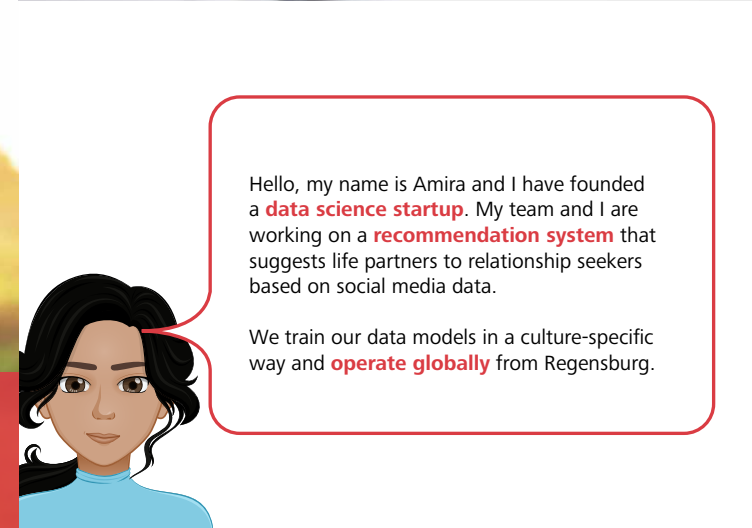 Hello, my name is Amira and I have founded
a data science startup. My team and I are
working on a recommendation system that
suggests life partners to relationship seekers
based on social media data.
We train our data models in a culture-specific
way and operate globally from Regensburg.